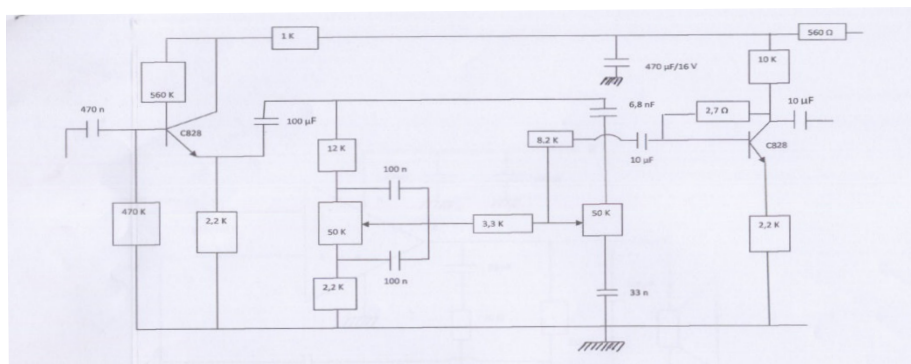 1 K
560 Ω
560 K
470 µF/16 V
10 K
470 n
6,8 nF
2,7 Ω
10 µF
C828
100 µF
8,2 K
C828
12 K
100 n
10 µF
470 K
2,2 K
50 K
3,3 K
50 K
2,2 K
100 n
2,2 K
33 n